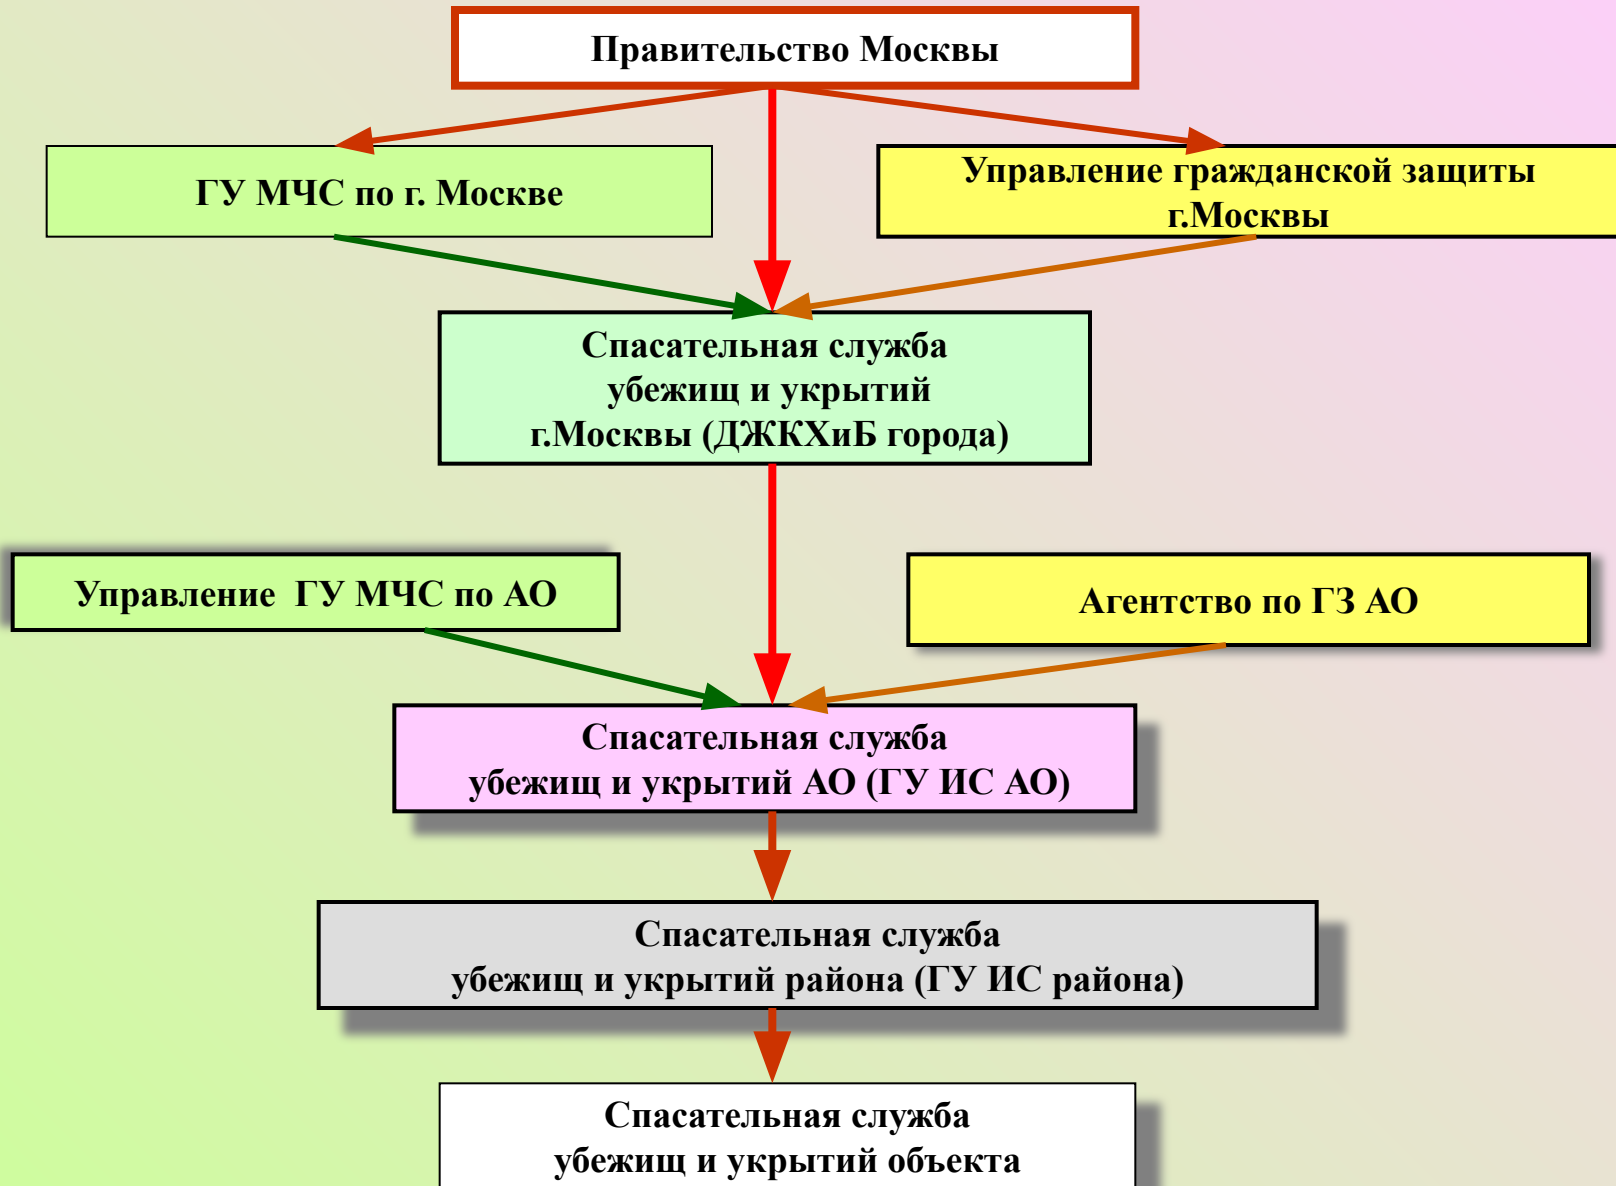 Правительство Москвы
ГУ МЧС по г. Москве
Управление гражданской защиты
г.Москвы
Спасательная служба
убежищ и укрытий
г.Москвы (ДЖКХиБ города)
Управление  ГУ МЧС по АО
Агентство по ГЗ АО
Спасательная служба
убежищ и укрытий АО (ГУ ИС АО)
Спасательная служба
убежищ и укрытий района (ГУ ИС района)
Спасательная служба
убежищ и укрытий объекта